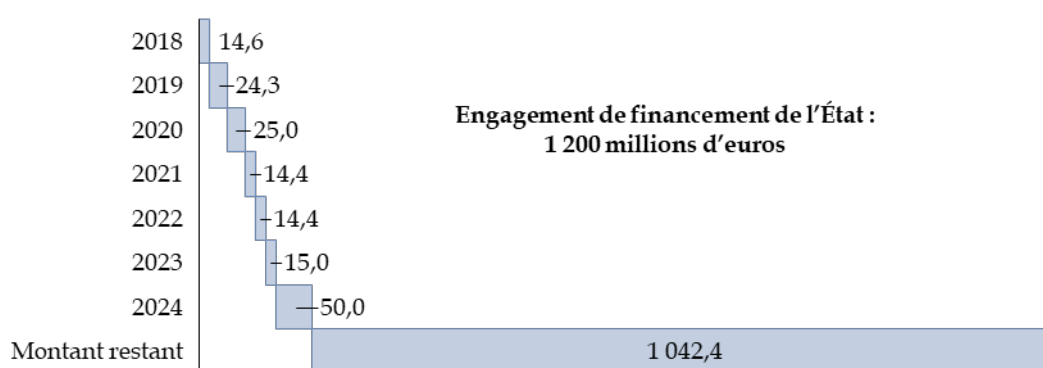 2018 14,6
2019 24,3
2020 25,0
2021 14,4
2022 14,4
2023 15,0
2024 50,0
Montant restant 1 042,4
Engagement de financement de l'État :
1 200 millions d'euros